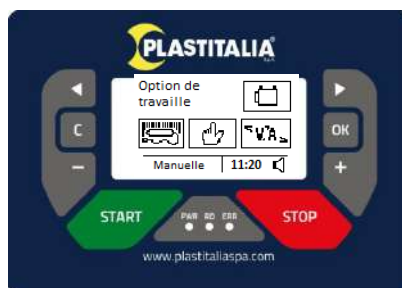 PLASTITALIA
Option de
travaille
"V.A."
C
OK
−
+
Manuelle
11:20
START
PWR RD ERR
STOP
www.plastitaliaspa.com